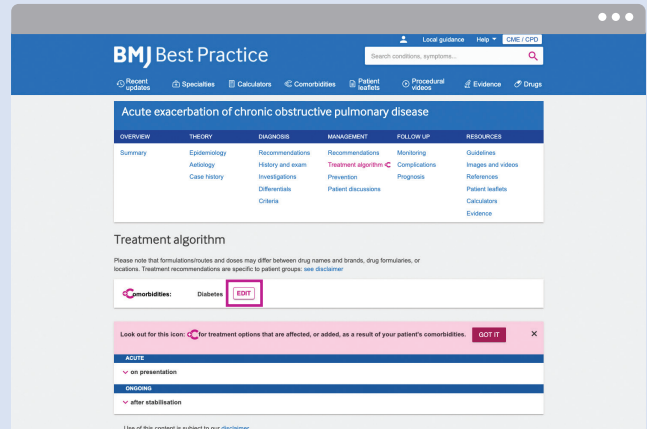 Local guidance Help CME / CPD
BMJ Best Practice
Search conditions, symptoms...
Recent updates Specialties Calculators Comorbidities Patient leaflets Procedural videos Evidence Drugs
Acute exacerbation of chronic obstructive pulmonary disease
OVERVIEW THEORY DIAGNOSIS MANAGEMENT FOLLOW UP RESOURCES
Summary Epidemiology Recommendations Recommendations Monitoring Guidelines
Aetiology History and exam Treatment algorithm C Complications Images and videos
Case history Investigations Prevention Prognosis References
Differentials Patient discussions Patient leaflets
Criteria Calculators
Evidence
Treatment algorithm
Please note that formulations/routes and doses may differ between drug names and brands, drug formularies, or
locations. Treatment recommendations are specific to patient groups: see disclaimer
Comorbidities: Diabetes EDIT
Look out for this icon: C for treatment options that are affected, or added, as a result of your patient's comorbidities. GOT IT X
ACUTE
on presentation
ONGOING
after stabilisation
Use of this content is subject to our disclaimer